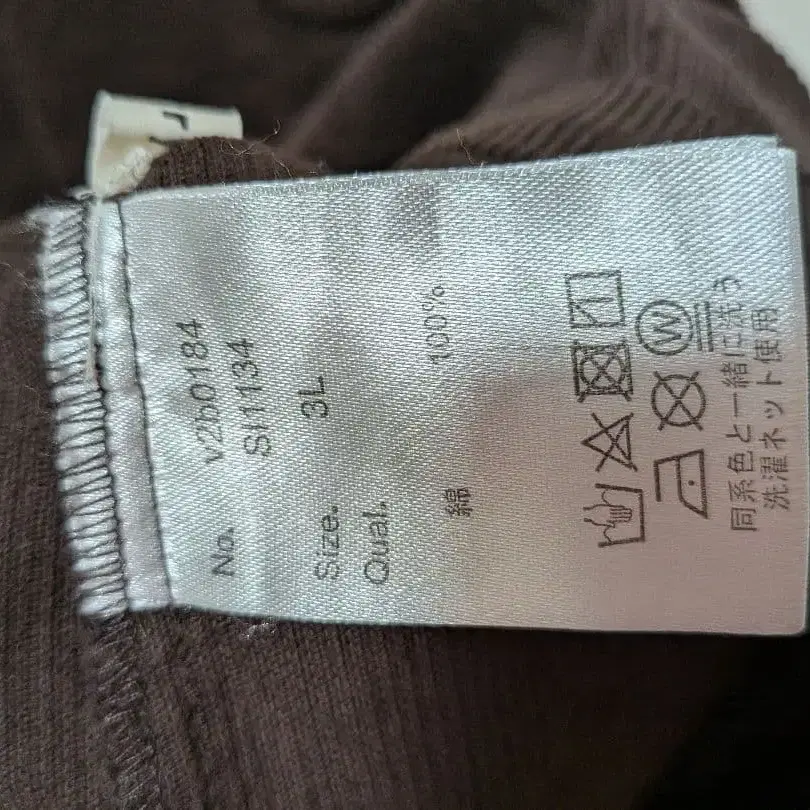 No. v2b0184
SI1134
Size. 3L
Qual.
綿 100%
W
同系色と一緒に洗う
洗濯ネット使用